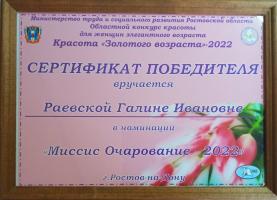 Министерство труда и социального развития Ростовской области
Областной конкурс красоты
для женщин элегантного возраста
Красота «Золотого возраста»-2022
СЕРТИФИКАТ ПОБЕДИТЕЛЯ
вручается
Раевской Галине Ивановне
в номинации
«Миссис Очарование - 2022»
г.Ростов-на-Дону